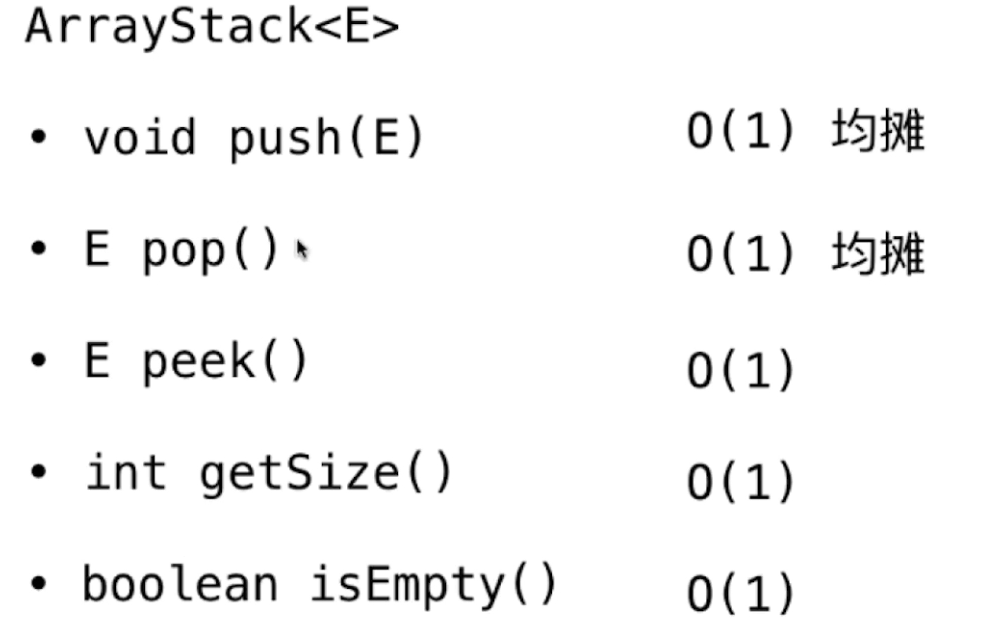 ArrayStack<E>
• void push(E) O(1) 均摊
• E pop() O(1) 均摊
• E peek() O(1)
• int getSize() O(1)
• boolean isEmpty() O(1)